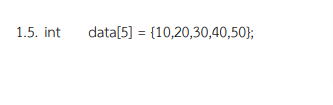 1.5. int data[5] = {10,20,30,40,50};